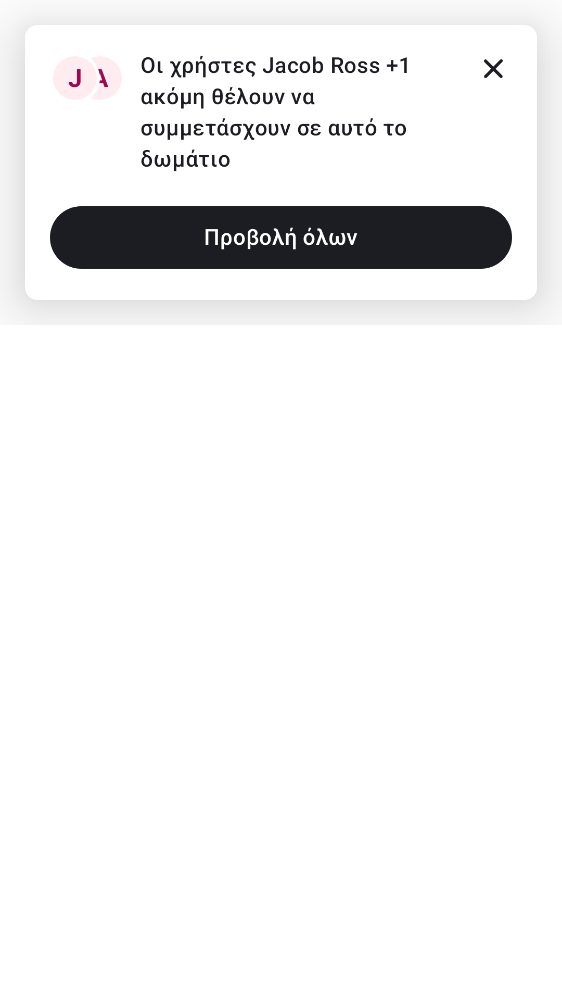 J A
Οι χρήστες Jacob Ross +1
ακόμη θέλουν να
συμμετάσχουν σε αυτό το
δωμάτιο
Προβολή όλων